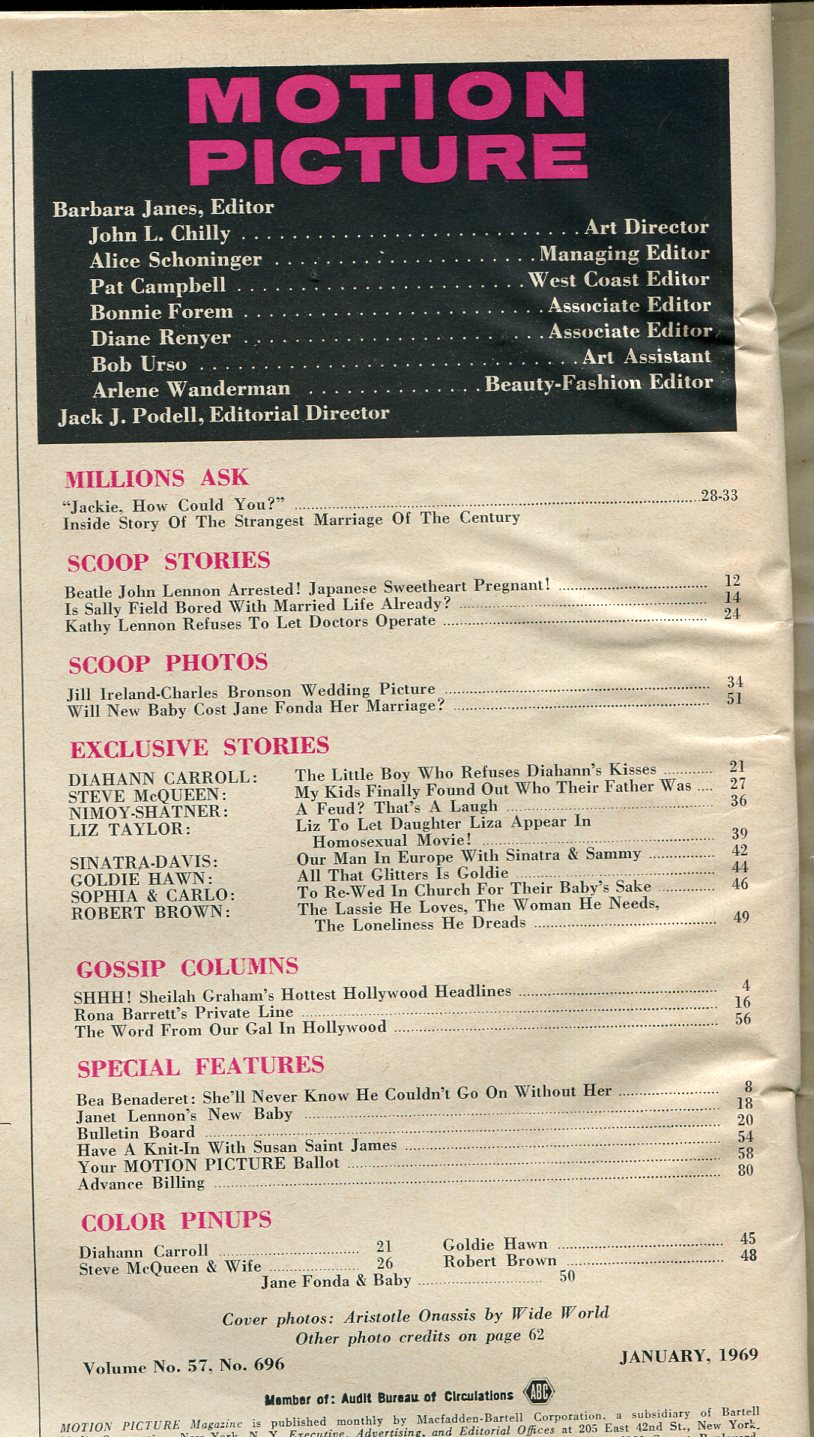 MOTION
PICTURE
Barbara Janes, Editor
John L. Chilly . . . . . . . . . . . . . . . . . . . . . . . . . . Art Director
Alice Schoninger . . . . . . . . . . . . . . . . . . . . Managing Editor
Pat Campbell . . . . . . . . . . . . . . . . . . . . . . West Coast Editor
Bonnie Forem . . . . . . . . . . . . . . . . . . . . . . Associate Editor
Diane Renyer . . . . . . . . . . . . . . . . . . . . . . Associate Editor
Bob Urso . . . . . . . . . . . . . . . . . . . . . . . . . . . . Art Assistant
Arlene Wanderman . . . . . . . . . . . . . . Beauty-Fashion Editor
Jack J. Podell, Editorial Director
MILLIONS ASK
“Jackie, How Could You?” ........ 28-33
Inside Story Of The Strangest Marriage Of The Century
SCOOP STORIES
Beatle John Lennon Arrested! Japanese Sweetheart Pregnant! ........ 12
Is Sally Field Bored With Married Life Already? ........ 14
Kathy Lennon Refuses To Let Doctors Operate ........ 24
SCOOP PHOTOS
Jill Ireland-Charles Bronson Wedding Picture ........ 34
Will New Baby Cost Jane Fonda Her Marriage? ........ 51
EXCLUSIVE STORIES
DIAHANN CARROLL: The Little Boy Who Refuses Diahann's Kisses ........ 21
STEVE McQUEEN: My Kids Finally Found Out Who Their Father Was .... 27
NIMOY-SHATNER: A Feud? That's A Laugh ........ 36
LIZ TAYLOR: Liz To Let Daughter Liza Appear In
Homosexual Movie! ........ 39
SINATRA-DAVIS: Our Man In Europe With Sinatra & Sammy ........ 42
GOLDIE HAWN: All That Glitters Is Goldie ........ 44
SOPHIA & CARLO: To Re-Wed In Church For Their Baby's Sake ........ 46
ROBERT BROWN: The Lassie He Loves, The Woman He Needs,
The Loneliness He Dreads ........ 49
GOSSIP COLUMNS
SHHH! Sheilah Graham's Hottest Hollywood Headlines ........ 4
Rona Barrett's Private Line ........ 16
The Word From Our Gal In Hollywood ........ 56
SPECIAL FEATURES
Bea Benaderet: She'll Never Know He Couldn't Go On Without Her ........ 8
Janet Lennon's New Baby ........ 18
Bulletin Board ........ 20
Have A Knit-In With Susan Saint James ........ 54
Your MOTION PICTURE Ballot ........ 58
Advance Billing ........ 80
COLOR PINUPS
Diahann Carroll ........ 21 Goldie Hawn ........ 45
Steve McQueen & Wife ........ 26 Robert Brown ........ 48
Jane Fonda & Baby ........ 50
Cover photos: Aristotle Onassis by Wide World
Other photo credits on page 62
Volume No. 57, No. 696 JANUARY, 1969
Member of: Audit Bureau of Circulations ABC
MOTION PICTURE Magazine is published monthly by Macfadden-Bartell Corporation, a subsidiary of Bartell
New York, N. Y. Executive, Advertising, and Editorial Offices at 205 East 42nd St., New York,